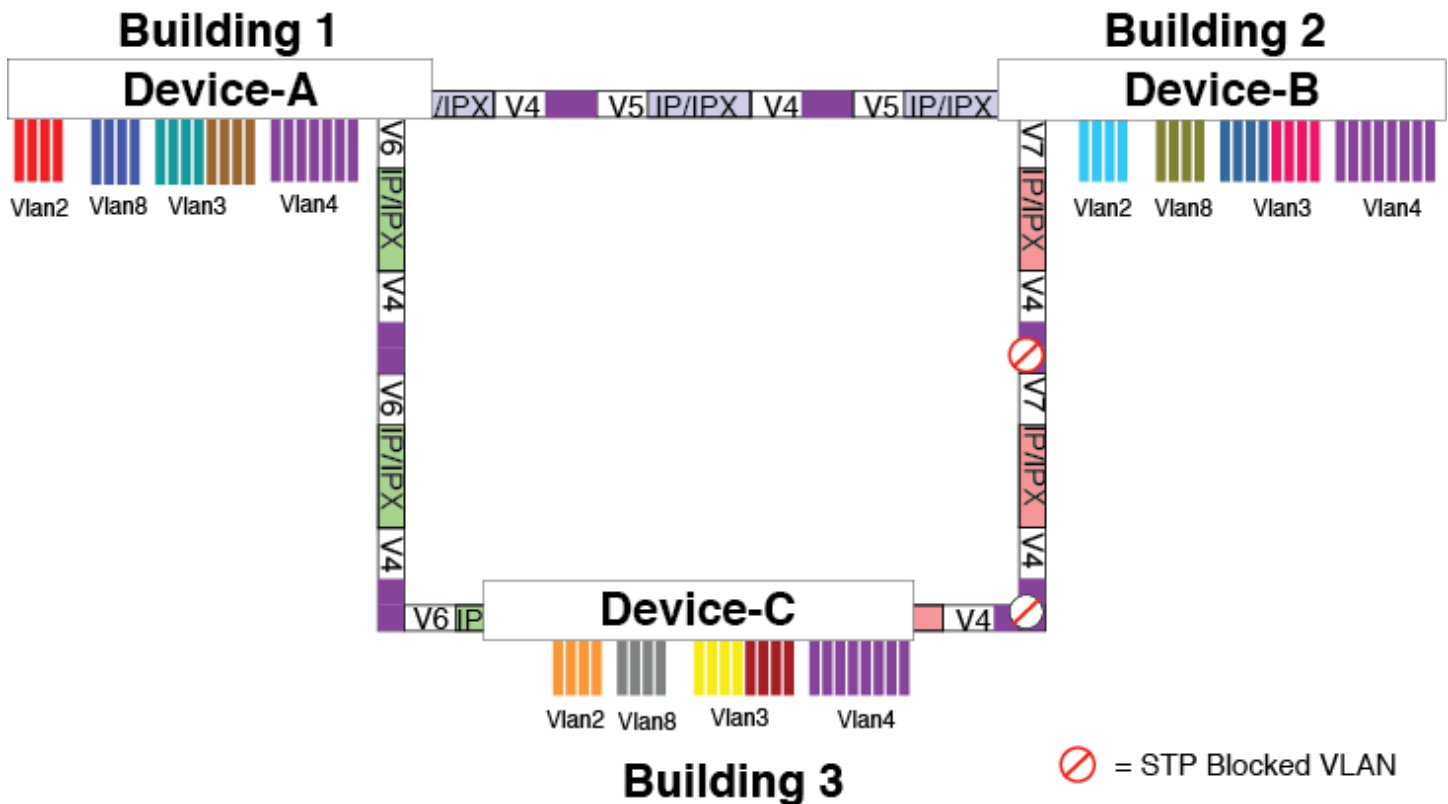 Building 1
Building 2
Device-A
Device-B
/IPX V4 V5 IP/IPX V4 V5 IP/IPX
Vlan2 Vlan8 Vlan3 Vlan4
Vlan2 Vlan8 Vlan3 Vlan4
V6
IP/IPX
V4
V6
IP/IPX
V4
V7
IP/IPX
V4
V7
IP/IPX
V4
V6 IP
Device-C
V4
Vlan2 Vlan8 Vlan3 Vlan4
Building 3
= STP Blocked VLAN